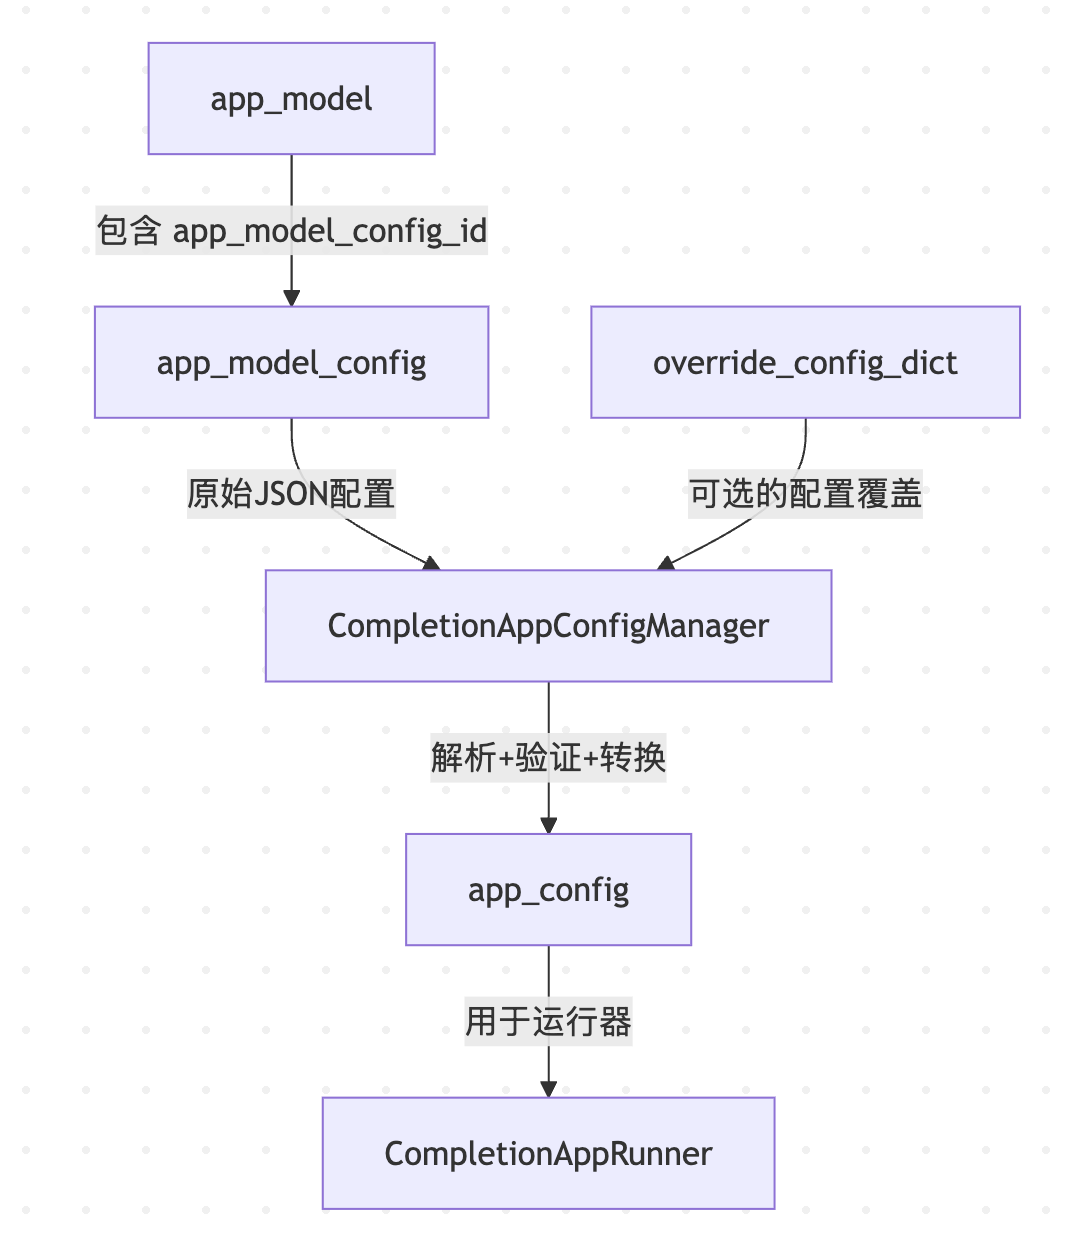 app_model
包含 app_model_config_id
app_model_config
override_config_dict
原始JSON配置
可选的配置覆盖
CompletionAppConfigManager
解析+验证+转换
app_config
用于运行器
CompletionAppRunner